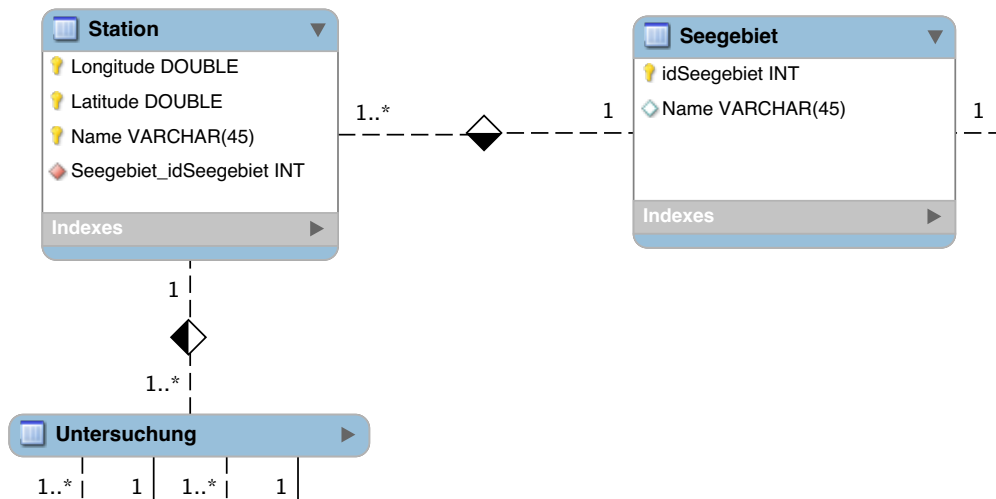 Station
Longitude DOUBLE
Latitude DOUBLE
Name VARCHAR(45)
Seegebiet_idSeegebiet INT
Indexes
1..*
1
Seegebiet
idSeegebiet INT
Name VARCHAR(45)
Indexes
1
1
1..*
Untersuchung
1..*
1
1..*
1